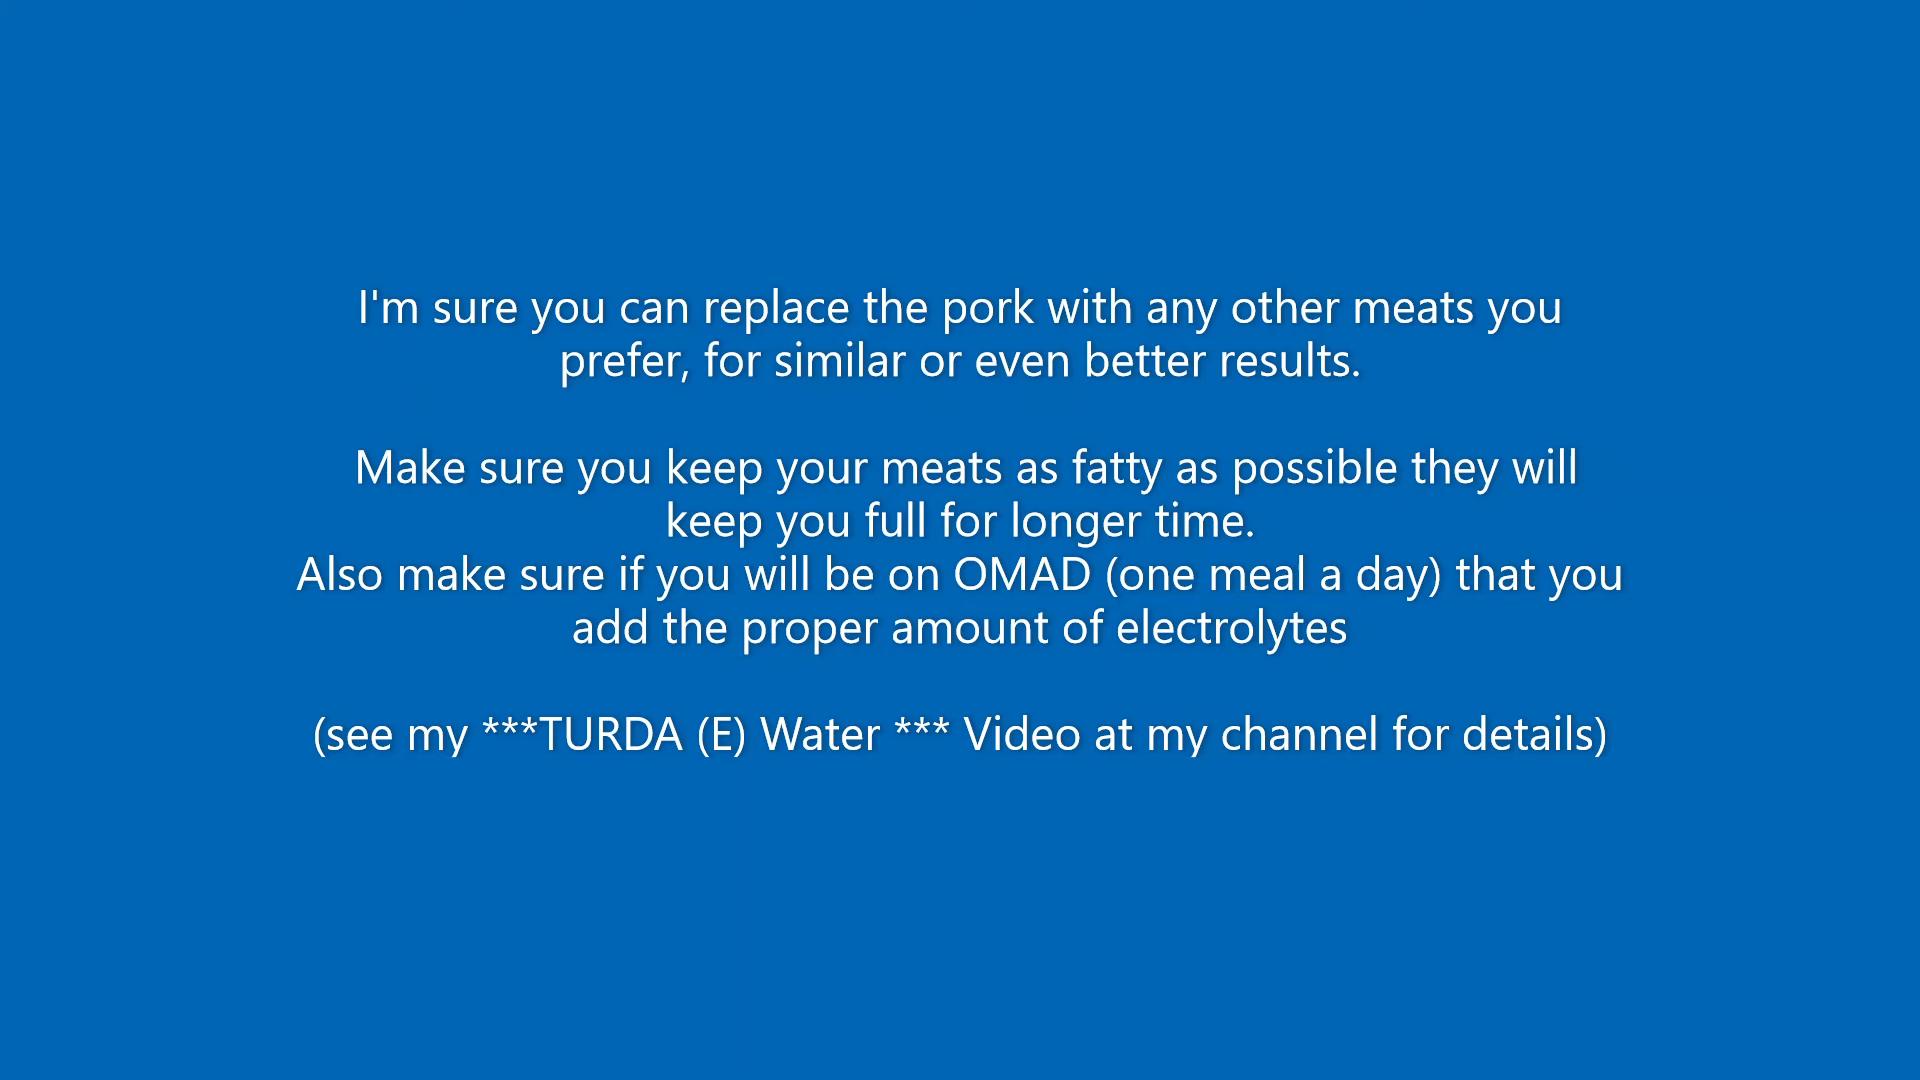 I'm sure you can replace the pork with any other meats you
prefer, for similar or even better results.
Make sure you keep your meats as fatty as possible they will
keep you full for longer time.
Also make sure if you will be on OMAD (one meal a day) that you
add the proper amount of electrolytes
(see my ***TURDA (E) Water *** Video at my channel for details)